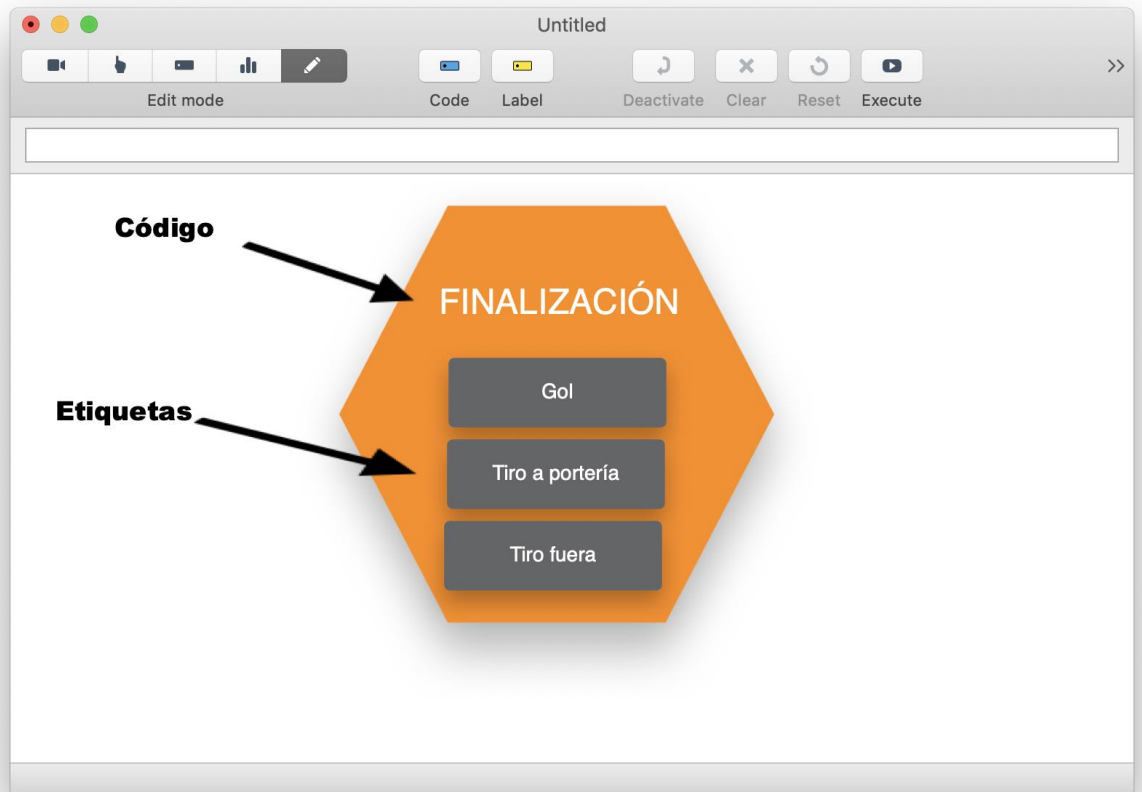 Untitled
Edit mode
Code
Label
Deactivate
Clear
Reset
Execute
Código
FINALIZACIÓN
Gol
Etiquetas
Tiro a portería
Tiro fuera